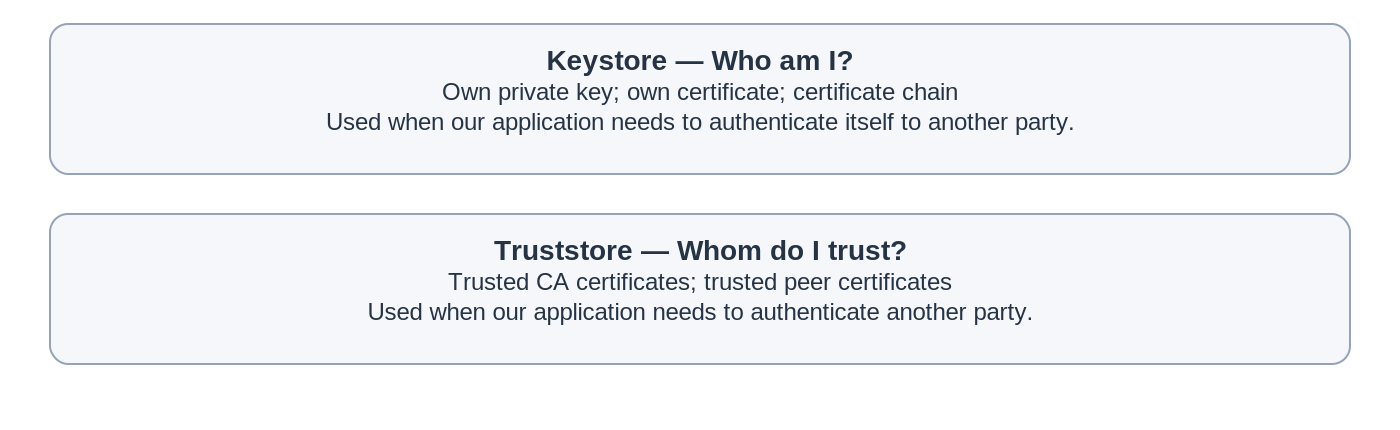 Keystore — Who am I?
Own private key; own certificate; certificate chain
Used when our application needs to authenticate itself to another party.
Truststore — Whom do I trust?
Trusted CA certificates; trusted peer certificates
Used when our application needs to authenticate another party.